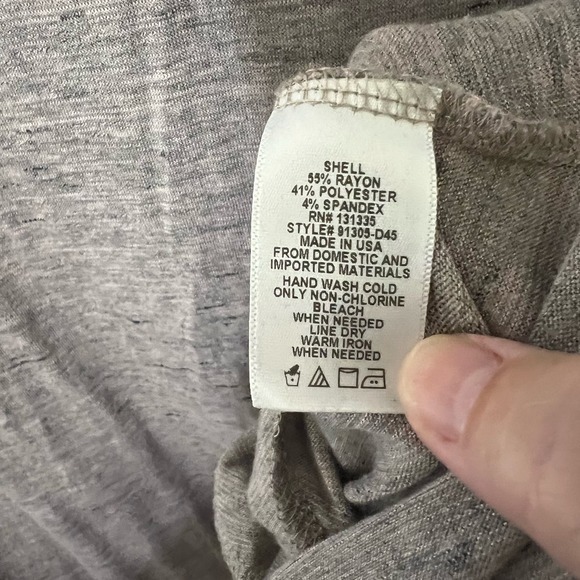 SHELL
55% RAYON
41% POLYESTER
4% SPANDEX
RN# 131335
STYLE# 91305-D45
MADE IN USA
FROM DOMESTIC AND
IMPORTED MATERIALS
HAND WASH COLD
ONLY NON-CHLORINE
BLEACH
WHEN NEEDED
LINE DRY
WARM IRON
WHEN NEEDED